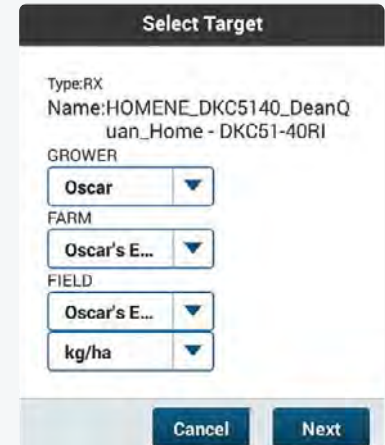 Select Target
Type:RX
Name:HOMENE_DKC5140_DeanQ
uan_Home - DKC51-40RI
GROWER
Oscar
FARM
Oscar's E...
FIELD
Oscar's E...
kg/ha
Cancel
Next